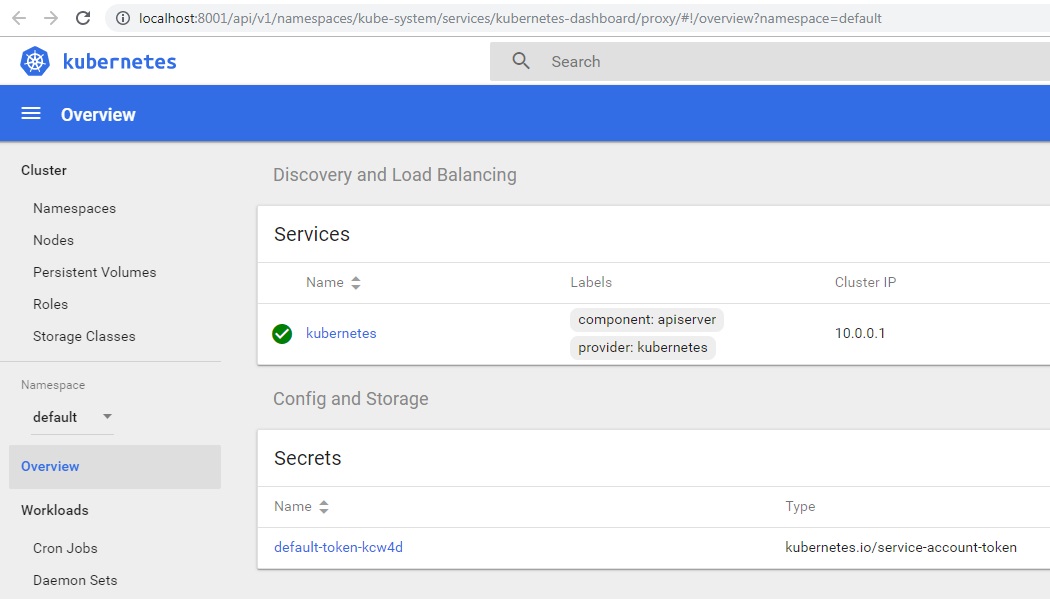 localhost:8001/api/v1/namespaces/kube-system/services/kubernetes-dashboard/proxy/#!/overview?namespace=default
kubernetes
Search
Overview
Cluster
Namespaces
Nodes
Persistent Volumes
Roles
Storage Classes
Namespace
default
Overview
Workloads
Cron Jobs
Daemon Sets
Discovery and Load Balancing
Services
Name Labels Cluster IP
kubernetes component: apiserver 10.0.0.1
provider: kubernetes
Config and Storage
Secrets
Name Type
default-token-kcw4d kubernetes.io/service-account-token